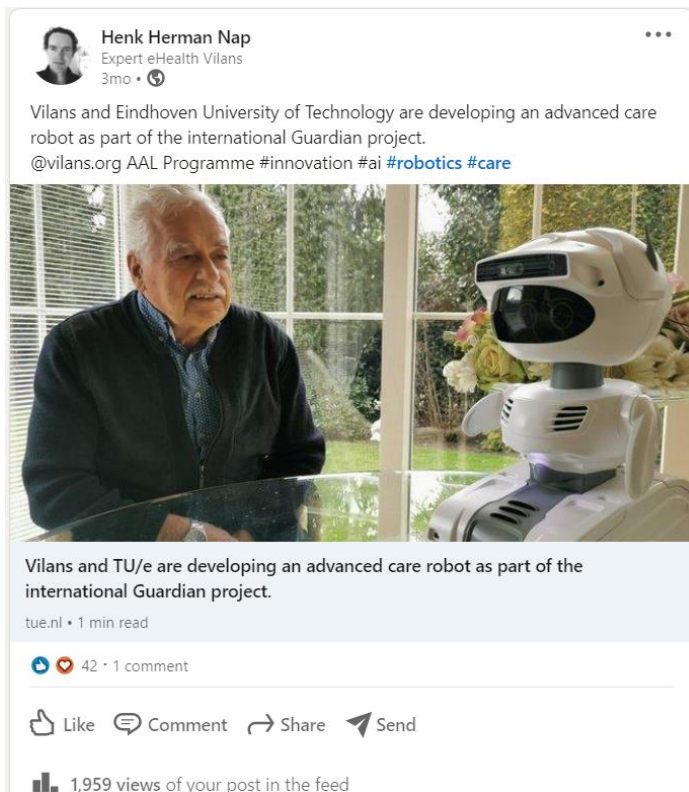 Henk Herman Nap
Expert eHealth Vilans
3mo •
Vilans and Eindhoven University of Technology are developing an advanced care
robot as part of the international Guardian project.
@vilans.org AAL Programme #innovation #ai #robotics #care
Vilans and TU/e are developing an advanced care robot as part of the
international Guardian project.
tue.nl • 1 min read
42 · 1 comment
Like Comment Share Send
1,959 views of your post in the feed